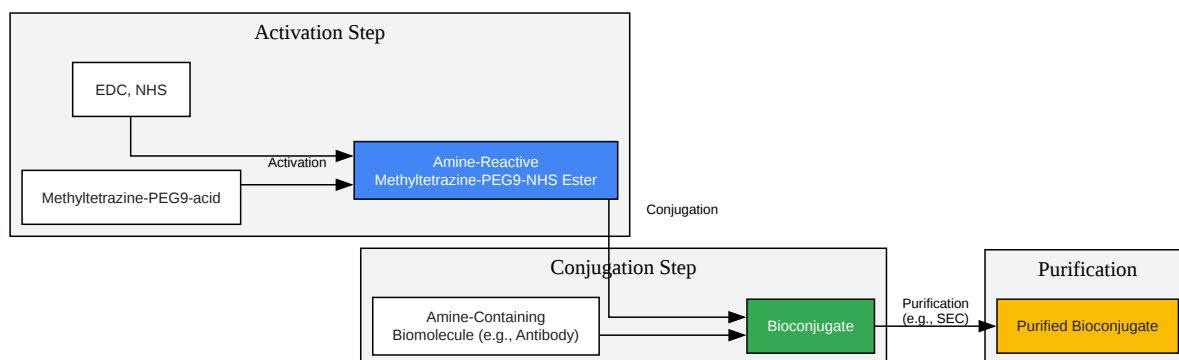 Activation Step
EDC, NHS
Activation
Amine-Reactive
Methyltetrazine-PEG9-NHS Ester
Methyltetrazine-PEG9-acid
Conjugation
Conjugation Step
Purification
Amine-Containing
Biomolecule (e.g., Antibody)
Bioconjugate
Purification
(e.g., SEC)
Purified Bioconjugate